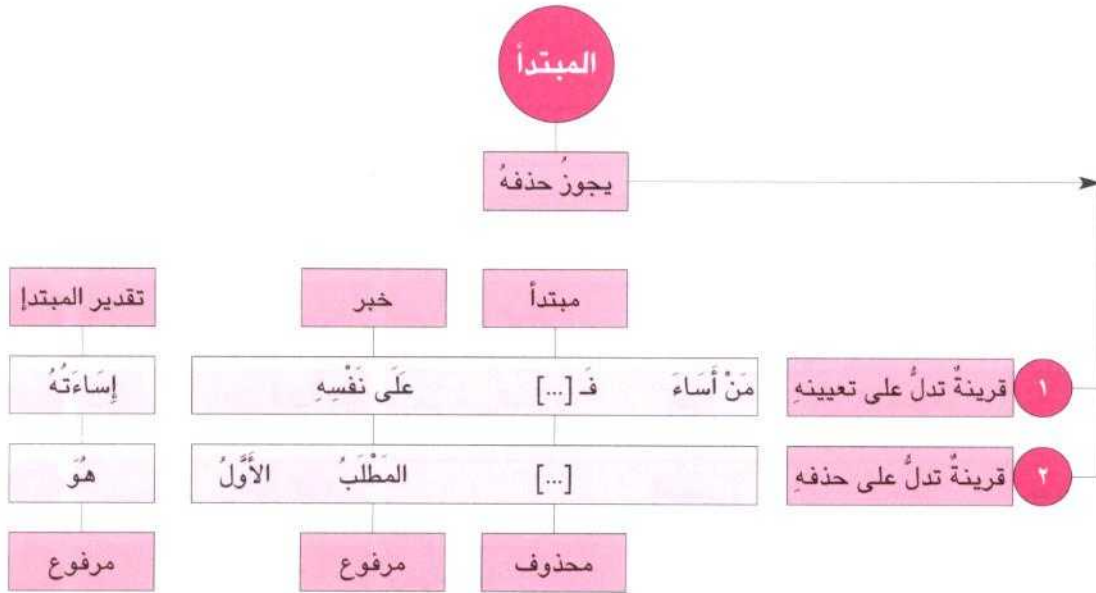 المبتدأ
يجوزُ حذفهُ
مبتدأ خبر تقدير المبتدإ
١ قرينةٌ تدلُّ على تعيينهِ مَنْ أَسَاءَ فَـ [...] عَلَى نَفْسِهِ إِسَاءَتُهُ
٢ قرينةٌ تدلُّ على حذفهِ [...] المَطْلَبُ الأَوَّلُ هُوَ
محذوف مرفوع مرفوع